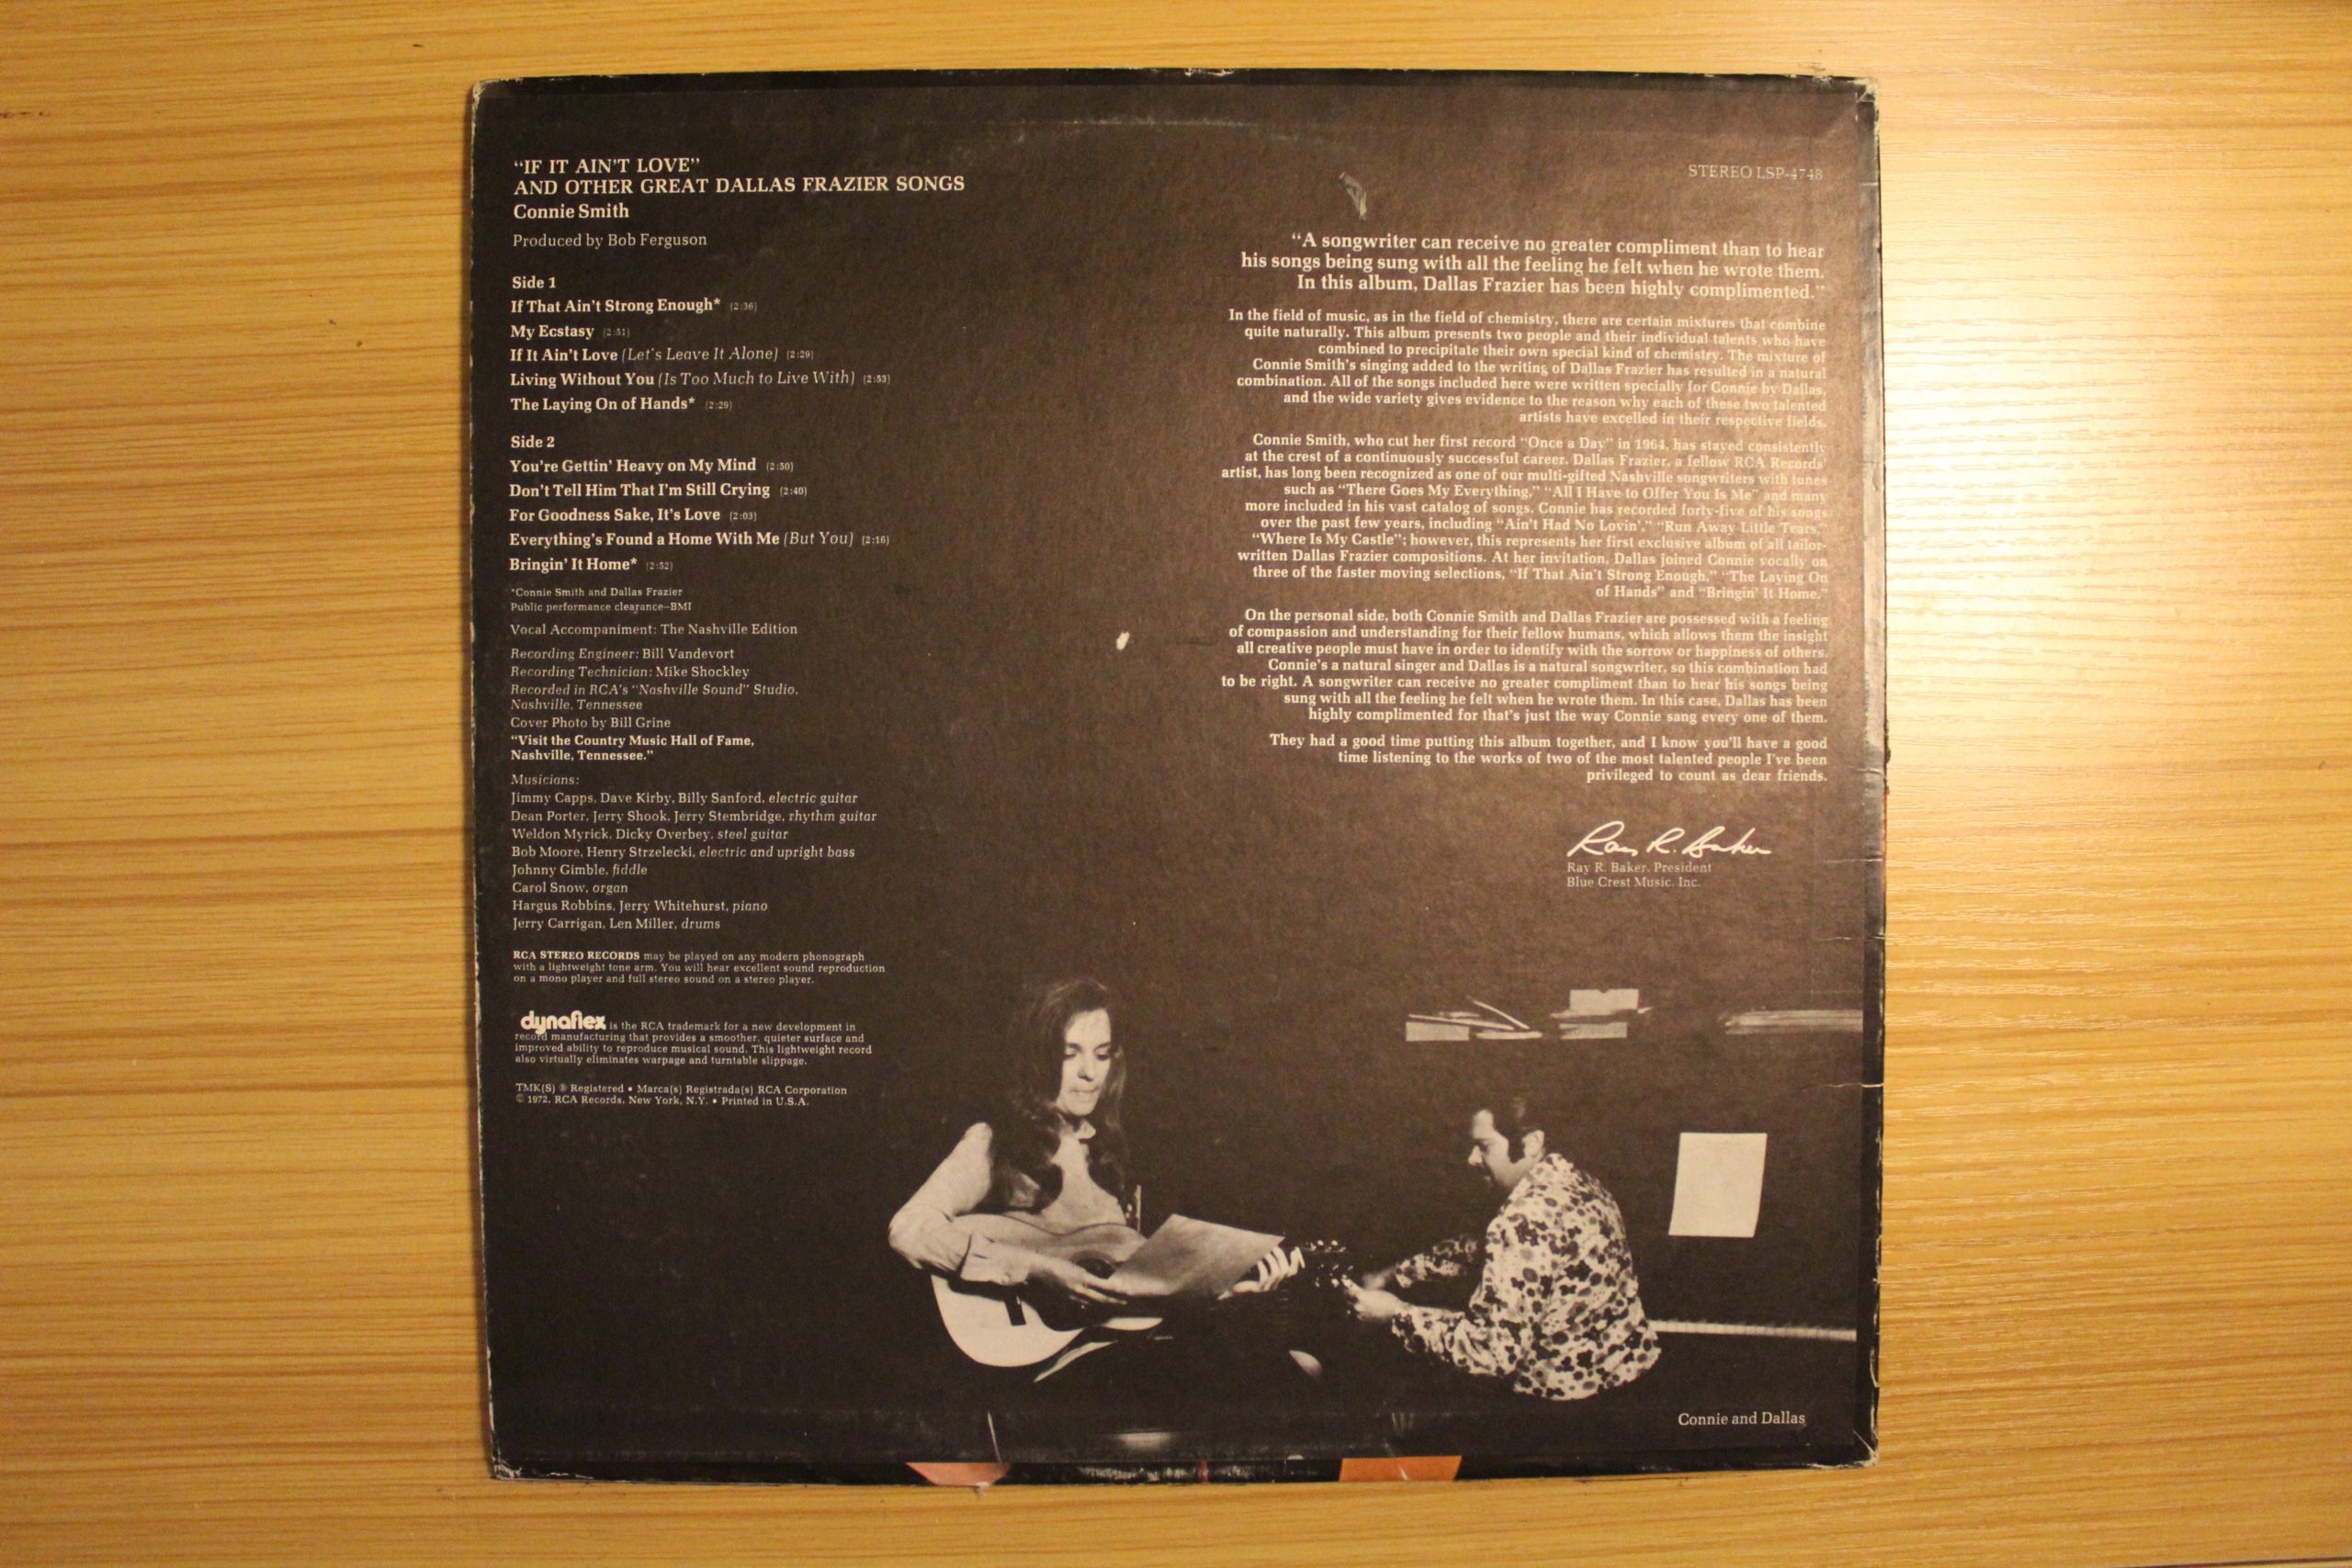 “IF IT AIN’T LOVE”
AND OTHER GREAT DALLAS FRAZIER SONGS
Connie Smith
Produced by Bob Ferguson
Side 1
If That Ain’t Strong Enough* (2:36)
My Ecstasy (2:51)
If It Ain’t Love (Let’s Leave It Alone) (2:29)
Living Without You (Is Too Much to Live With) (2:53)
The Laying On of Hands* (2:29)
Side 2
You’re Gettin’ Heavy on My Mind (2:50)
Don’t Tell Him That I’m Still Crying (2:40)
For Goodness Sake, It’s Love (2:03)
Everything’s Found a Home With Me (But You) (2:16)
Bringin’ It Home* (2:52)
*Connie Smith and Dallas Frazier
Public performance clearance—BMI
Vocal Accompaniment: The Nashville Edition
Recording Engineer: Bill Vandevort
Recording Technician: Mike Shockley
Recorded in RCA’s “Nashville Sound” Studio,
Nashville, Tennessee
Cover Photo by Bill Grine
“Visit the Country Music Hall of Fame,
Nashville, Tennessee.”
Musicians:
Jimmy Capps, Dave Kirby, Billy Sanford, electric guitar
Dean Porter, Jerry Shook, Jerry Stembridge, rhythm guitar
Weldon Myrick, Dicky Overbey, steel guitar
Bob Moore, Henry Strzelecki, electric and upright bass
Johnny Gimble, fiddle
Carol Snow, organ
Hargus Robbins, Jerry Whitehurst, piano
Jerry Carrigan, Len Miller, drums
RCA STEREO RECORDS may be played on any modern phonograph
with a lightweight tone arm. You will hear excellent sound reproduction
on a mono player and full stereo sound on a stereo player.
dynaflex is the RCA trademark for a new development in
record manufacturing that provides a smoother, quieter surface and
improved ability to reproduce musical sound. This lightweight record
also virtually eliminates warpage and turntable slippage.
TMK(S) ® Registered • Marca(s) Registrada(s) RCA Corporation
© 1972, RCA Records, New York, N.Y. • Printed in U.S.A.
STEREO LSP-4748
“A songwriter can receive no greater compliment than to hear
his songs being sung with all the feeling he felt when he wrote them.
In this album, Dallas Frazier has been highly complimented.”
In the field of music, as in the field of chemistry, there are certain mixtures that combine
quite naturally. This album presents two people and their individual talents who have
combined to precipitate their own special kind of chemistry. The mixture of
Connie Smith’s singing added to the writing of Dallas Frazier has resulted in a natural
combination. All of the songs included here were written specially for Connie by Dallas,
and the wide variety gives evidence to the reason why each of these two talented
artists have excelled in their respective fields.
Connie Smith, who cut her first record “Once a Day” in 1964, has stayed consistently
at the crest of a continuously successful career. Dallas Frazier, a fellow RCA Records’
artist, has long been recognized as one of our multi-gifted Nashville songwriters with tunes
such as “There Goes My Everything,” “All I Have to Offer You Is Me” and many
more included in his vast catalog of songs. Connie has recorded forty-five of his songs
over the past few years, including “Ain’t Had No Lovin’,” “Run Away Little Tears,”
“Where Is My Castle”; however, this represents her first exclusive album of all tailor-
written Dallas Frazier compositions. At her invitation, Dallas joined Connie vocally on
three of the faster moving selections, “If That Ain’t Strong Enough,” “The Laying On
of Hands” and “Bringin’ It Home.”
On the personal side, both Connie Smith and Dallas Frazier are possessed with a feeling
of compassion and understanding for their fellow humans, which allows them the insight
all creative people must have in order to identify with the sorrow or happiness of others.
Connie’s a natural singer and Dallas is a natural songwriter, so this combination had
to be right. A songwriter can receive no greater compliment than to hear his songs being
sung with all the feeling he felt when he wrote them. In this case, Dallas has been
highly complimented for that’s just the way Connie sang every one of them.
They had a good time putting this album together, and I know you’ll have a good
time listening to the works of two of the most talented people I’ve been
privileged to count as dear friends.
Ray R. Baker
Ray R. Baker, President
Blue Crest Music, Inc.
Connie and Dallas